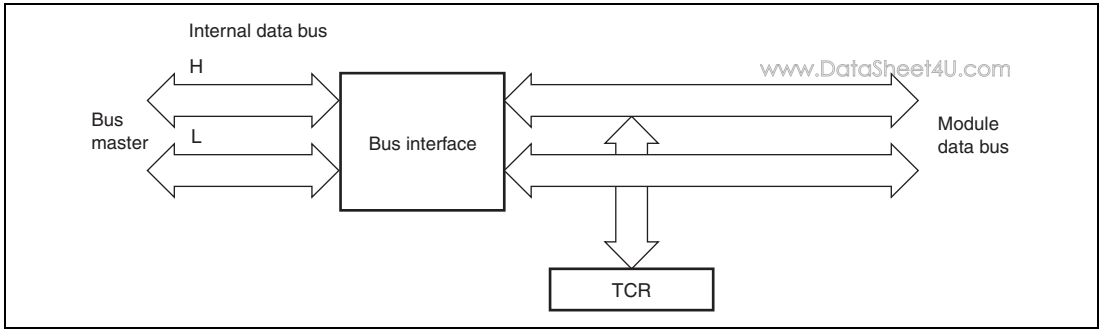 Internal data bus
www.DataSheet4U.com
H
Bus
master
L
Bus interface
Module
data bus
TCR